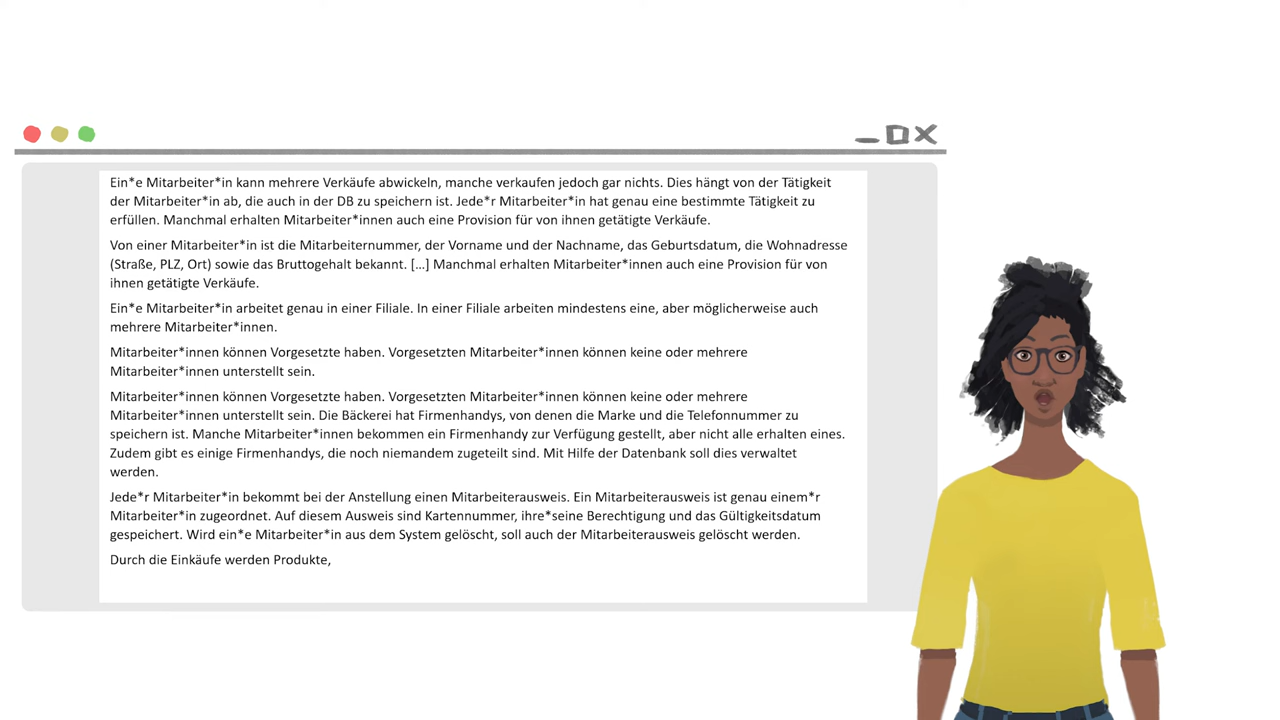 Ein*e Mitarbeiter*in kann mehrere Verkäufe abwickeln, manche verkaufen jedoch gar nichts. Dies hängt von der Tätigkeit
der Mitarbeiter*in ab, die auch in der DB zu speichern ist. Jede*r Mitarbeiter*in hat genau eine bestimmte Tätigkeit zu
erfüllen. Manchmal erhalten Mitarbeiter*innen auch eine Provision für von ihnen getätigte Verkäufe.
Von einer Mitarbeiter*in ist die Mitarbeiternummer, der Vorname und der Nachname, das Geburtsdatum, die Wohnadresse
(Straße, PLZ, Ort) sowie das Bruttogehalt bekannt. [...] Manchmal erhalten Mitarbeiter*innen auch eine Provision für von
ihnen getätigte Verkäufe.
Ein*e Mitarbeiter*in arbeitet genau in einer Filiale. In einer Filiale arbeiten mindestens eine, aber möglicherweise auch
mehrere Mitarbeiter*innen.
Mitarbeiter*innen können Vorgesetzte haben. Vorgesetzten Mitarbeiter*innen können keine oder mehrere
Mitarbeiter*innen unterstellt sein.
Mitarbeiter*innen können Vorgesetzte haben. Vorgesetzten Mitarbeiter*innen können keine oder mehrere
Mitarbeiter*innen unterstellt sein. Die Bäckerei hat Firmenhandys, von denen die Marke und die Telefonnummer zu
speichern ist. Manche Mitarbeiter*innen bekommen ein Firmenhandy zur Verfügung gestellt, aber nicht alle erhalten eines.
Zudem gibt es einige Firmenhandys, die noch niemandem zugeteilt sind. Mit Hilfe der Datenbank soll dies verwaltet
werden.
Jede*r Mitarbeiter*in bekommt bei der Anstellung einen Mitarbeiterausweis. Ein Mitarbeiterausweis ist genau einem*r
Mitarbeiter*in zugeordnet. Auf diesem Ausweis sind Kartennummer, ihre*seine Berechtigung und das Gültigkeitsdatum
gespeichert. Wird ein*e Mitarbeiter*in aus dem System gelöscht, soll auch der Mitarbeiterausweis gelöscht werden.
Durch die Einkäufe werden Produkte,